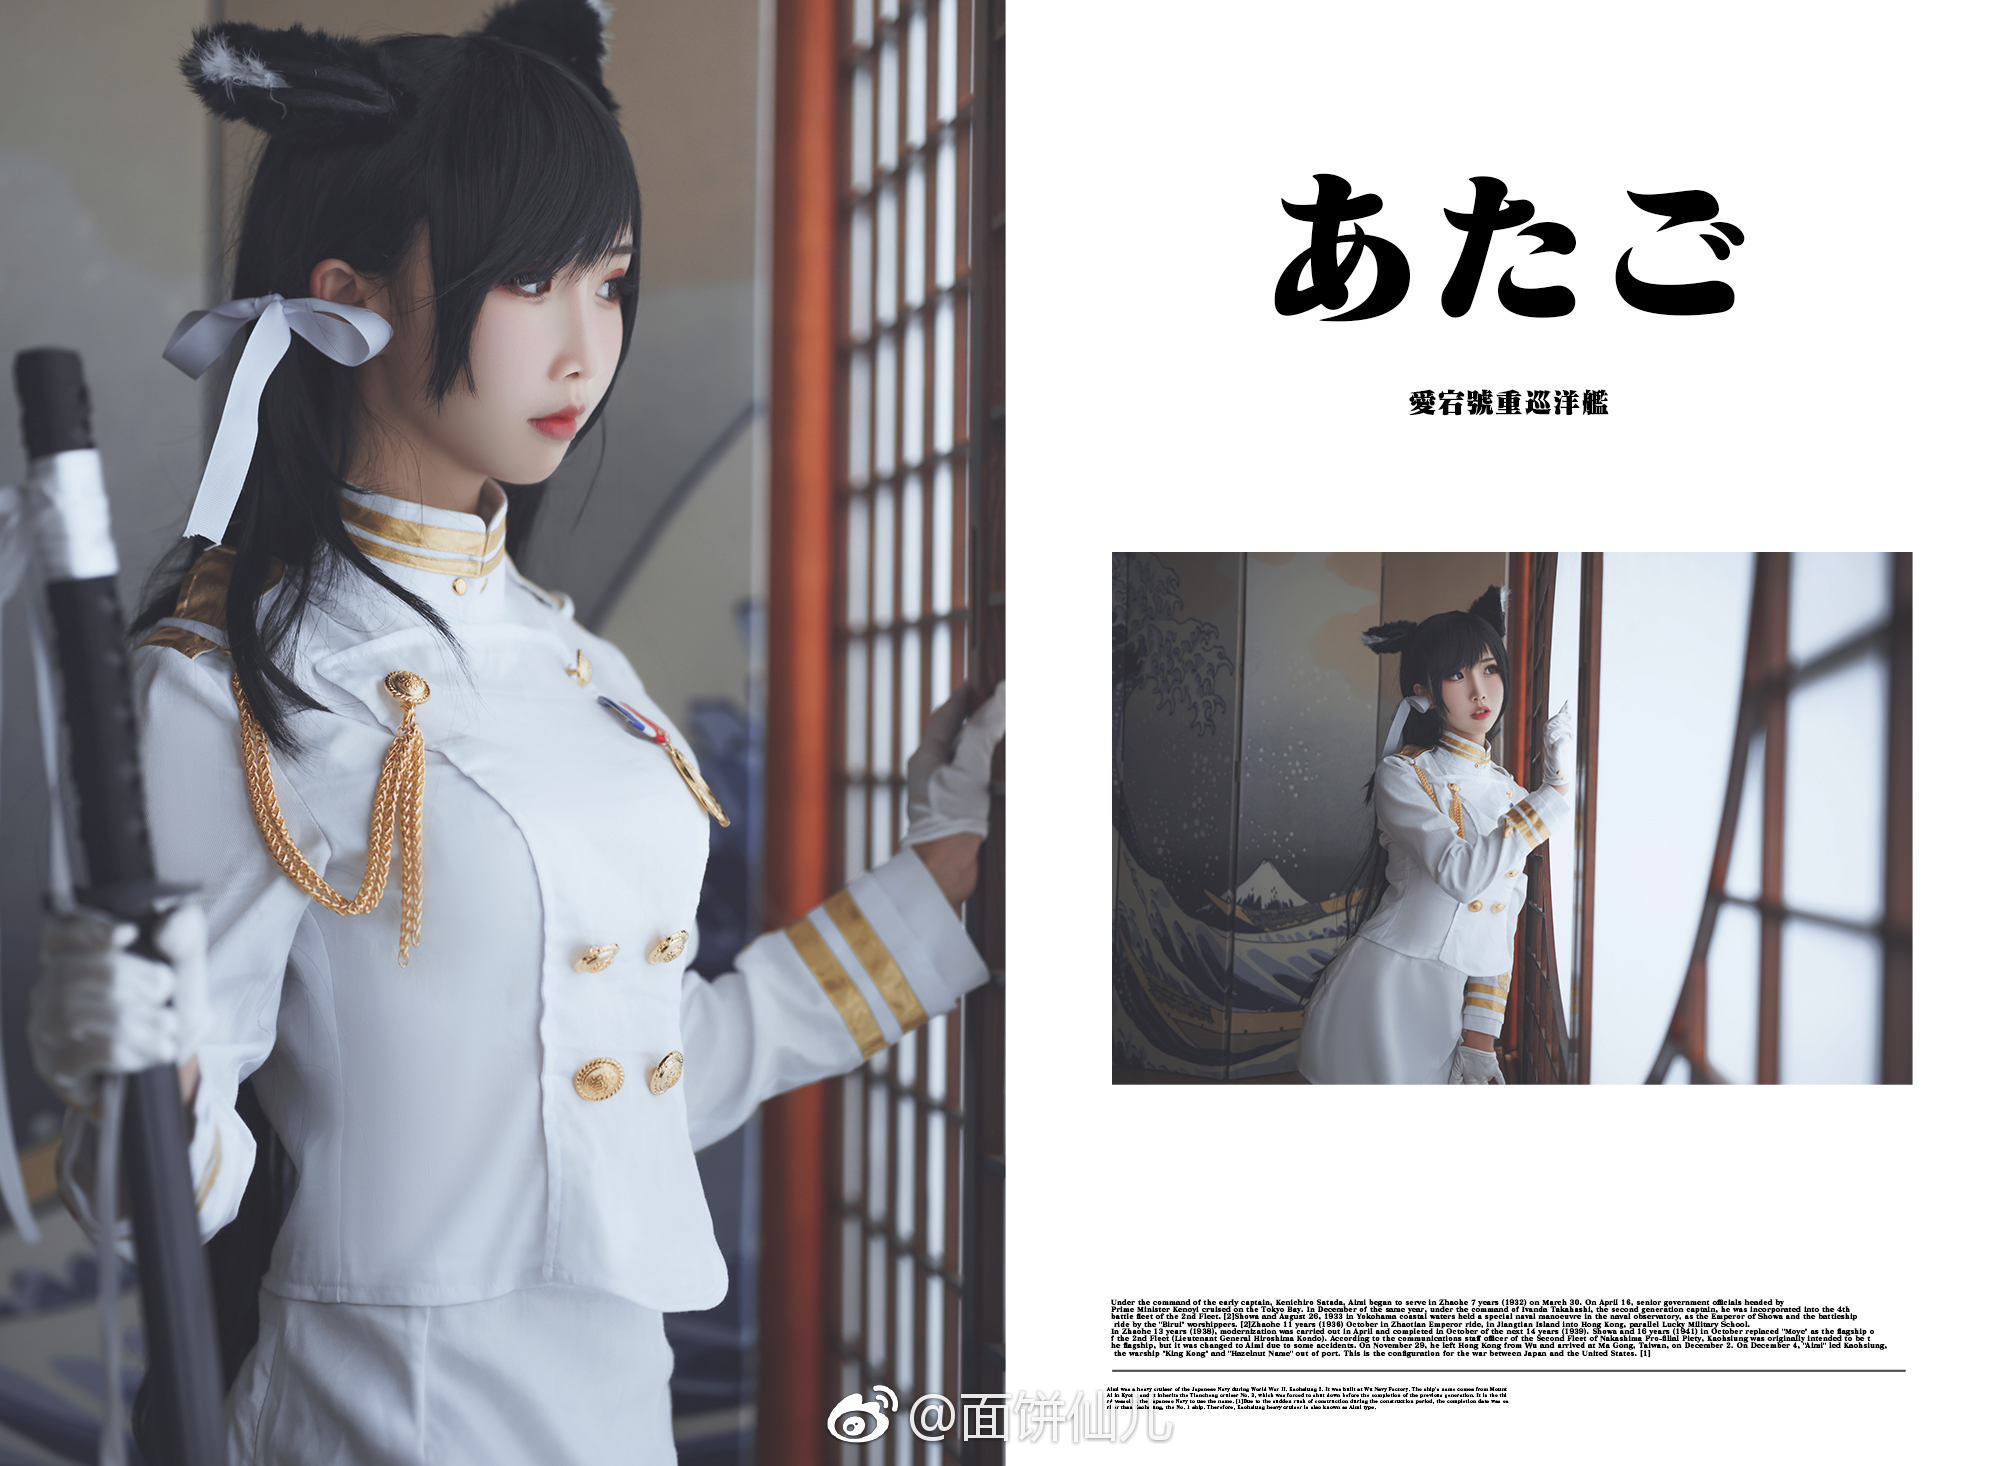 あたご
愛宕號重巡洋艦
Under the command of the early captain, Kenichiro Satada, Aimi began to serve in Zhaohe 7 years (1932) on March 30. On April 16, senior government officials headed by
Prime Minister Kenoyi cruised on the Tokyo Bay. In December of the same year, under the command of Ivanda Takahashi, the second generation captain, he was incorporated into the 4th
battle fleet of the 2nd Fleet. [2]Showa and August 26, 1933 in Yokohama coastal waters held a special naval manoeuvre in the naval observatory, as the Emperor of Showa and the battleship
ride by the "Birui" worshippers. [2]Zhaohe 11 years (1936) October in Zhaotian Emperor ride, in Jiangtian Island into Hong Kong, parallel Lucky Military School.
In Zhaohe 13 years (1938), modernization was carried out in April and completed in October of the next 14 years (1939). Showa and 16 years (1941) in October replaced "Moye" as the flagship o
f the 2nd Fleet (Lieutenant General Hiroshima Kondo). According to the communications staff officer of the Second Fleet of Nakashima Pro-filial Piety, Kaohsiung was originally intended to be t
he flagship, but it was changed to Aimi due to some accidents. On November 29, he left Hong Kong from Wu and arrived at Ma Gong, Taiwan, on December 2. On December 4, "Aimi" led Kaohsiung,
the warship "King Kong" and "Hazelnut Name" out of port. This is the configuration for the war between Japan and the United States. [1]
Aimi was a heavy cruiser of the Japanese Navy during World War II. Kaohsiung 2. It was built at Wu Navy Factory. The ship's name comes from Mount
Ai in Kyot and it inherits the Tiancheng cruiser No. 2, which was forced to shut down before the completion of the previous generation. It is the thi
rd vessel in the Japanese Navy to use the name. [1]Due to the sudden rush of construction during the construction period, the completion date was ea
rlier than Kaohsiung, the No. 1 ship. Therefore, Kaohsiung heavy cruiser is also known as Aimi type.
@面饼仙儿